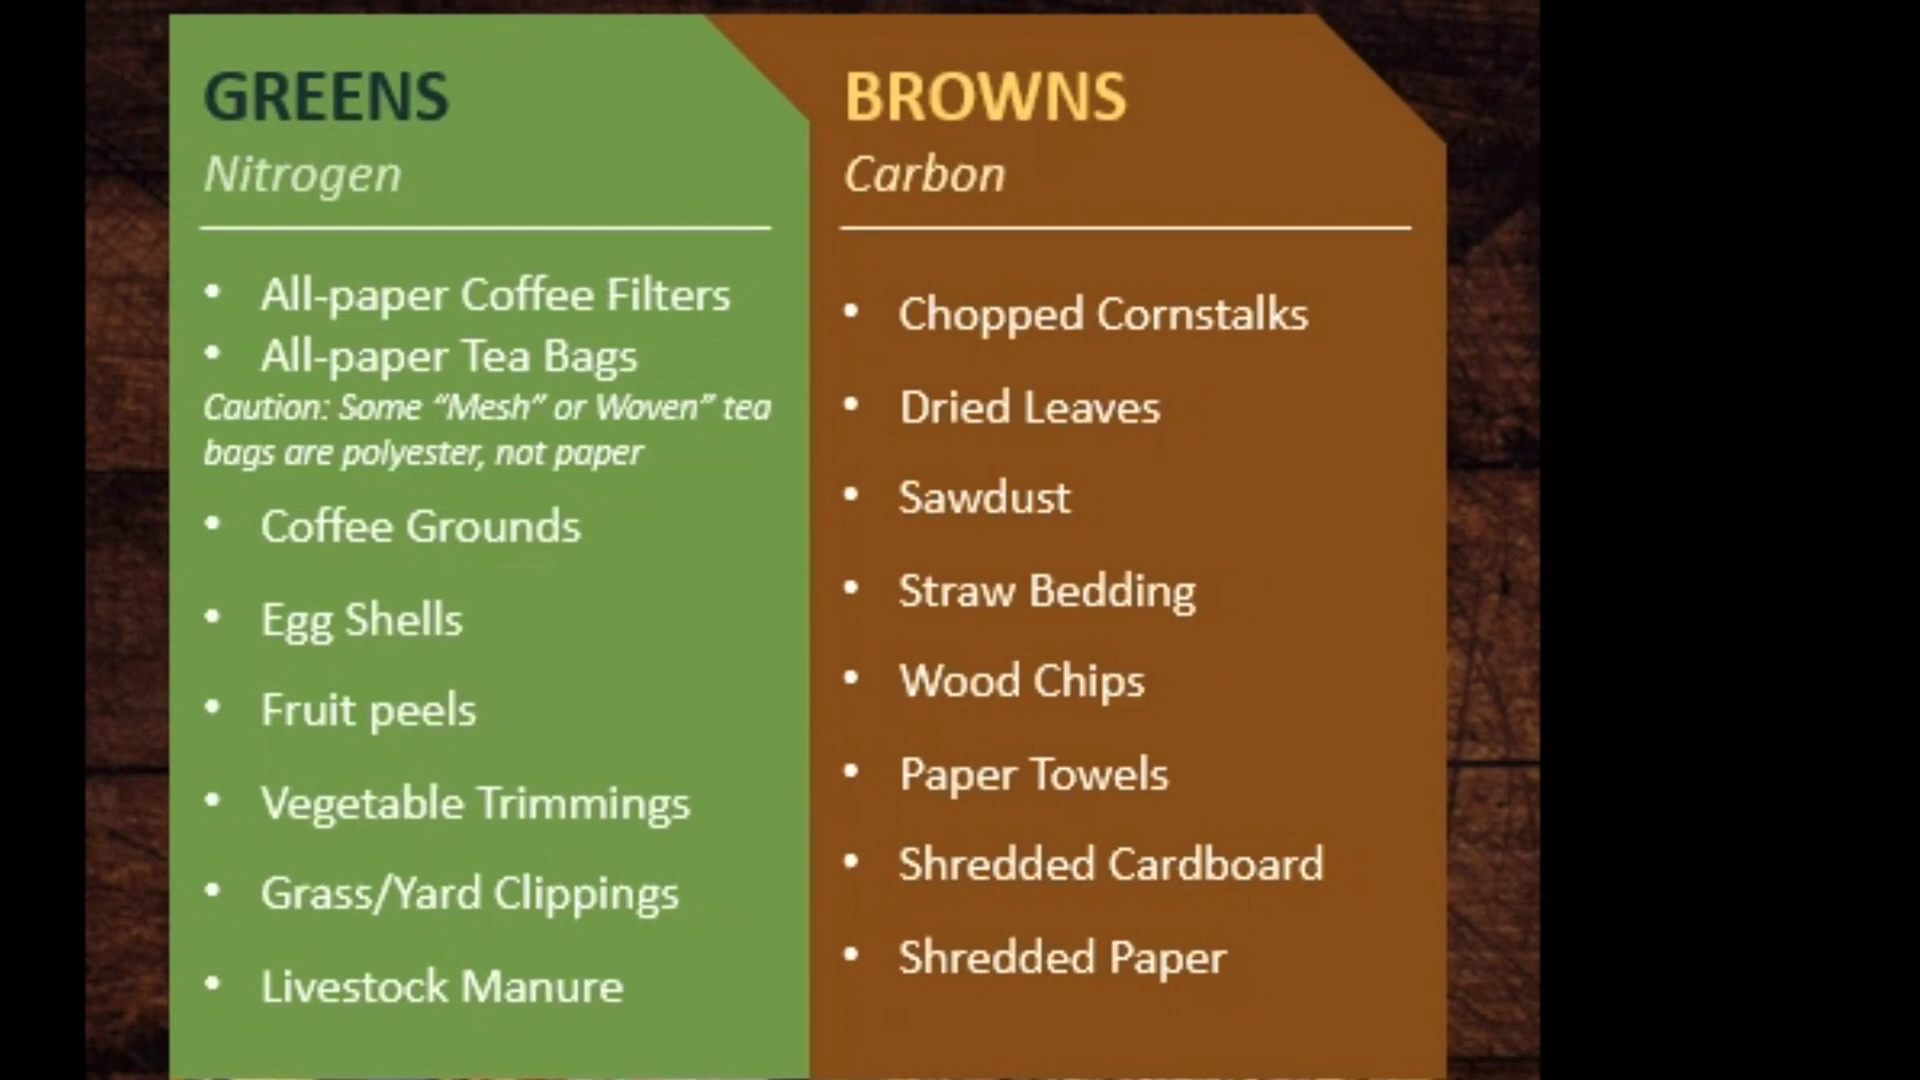 GREENS
Nitrogen
• All-paper Coffee Filters
• All-paper Tea Bags
Caution: Some “Mesh” or Woven” tea
bags are polyester, not paper
• Coffee Grounds
• Egg Shells
• Fruit peels
• Vegetable Trimmings
• Grass/Yard Clippings
• Livestock Manure
BROWNS
Carbon
• Chopped Cornstalks
• Dried Leaves
• Sawdust
• Straw Bedding
• Wood Chips
• Paper Towels
• Shredded Cardboard
• Shredded Paper